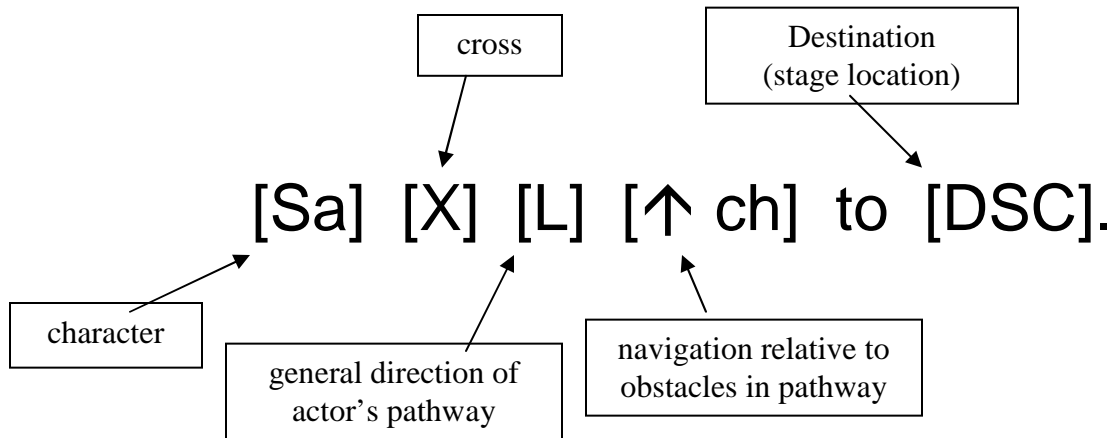 cross
Destination
(stage location)
[Sa] [X] [L] [↑ ch] to [DSC].
character
general direction of
actor’s pathway
navigation relative to
obstacles in pathway